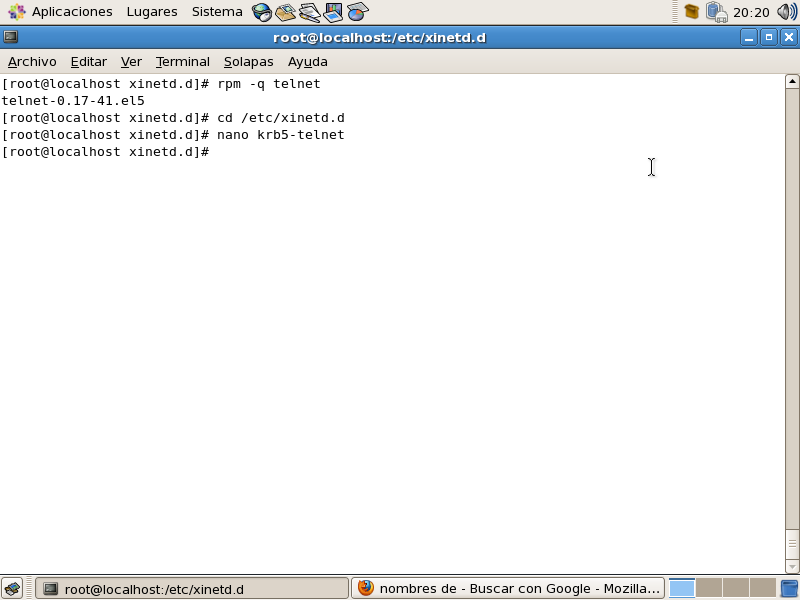 Aplicaciones Lugares Sistema 20:20
root@localhost:/etc/xinetd.d
Archivo Editar Ver Terminal Solapas Ayuda
[root@localhost xinetd.d]# rpm -q telnet
telnet-0.17-41.el5
[root@localhost xinetd.d]# cd /etc/xinetd.d
[root@localhost xinetd.d]# nano krb5-telnet
[root@localhost xinetd.d]#
root@localhost:/etc/xinetd.d nombres de - Buscar con Google - Mozilla...